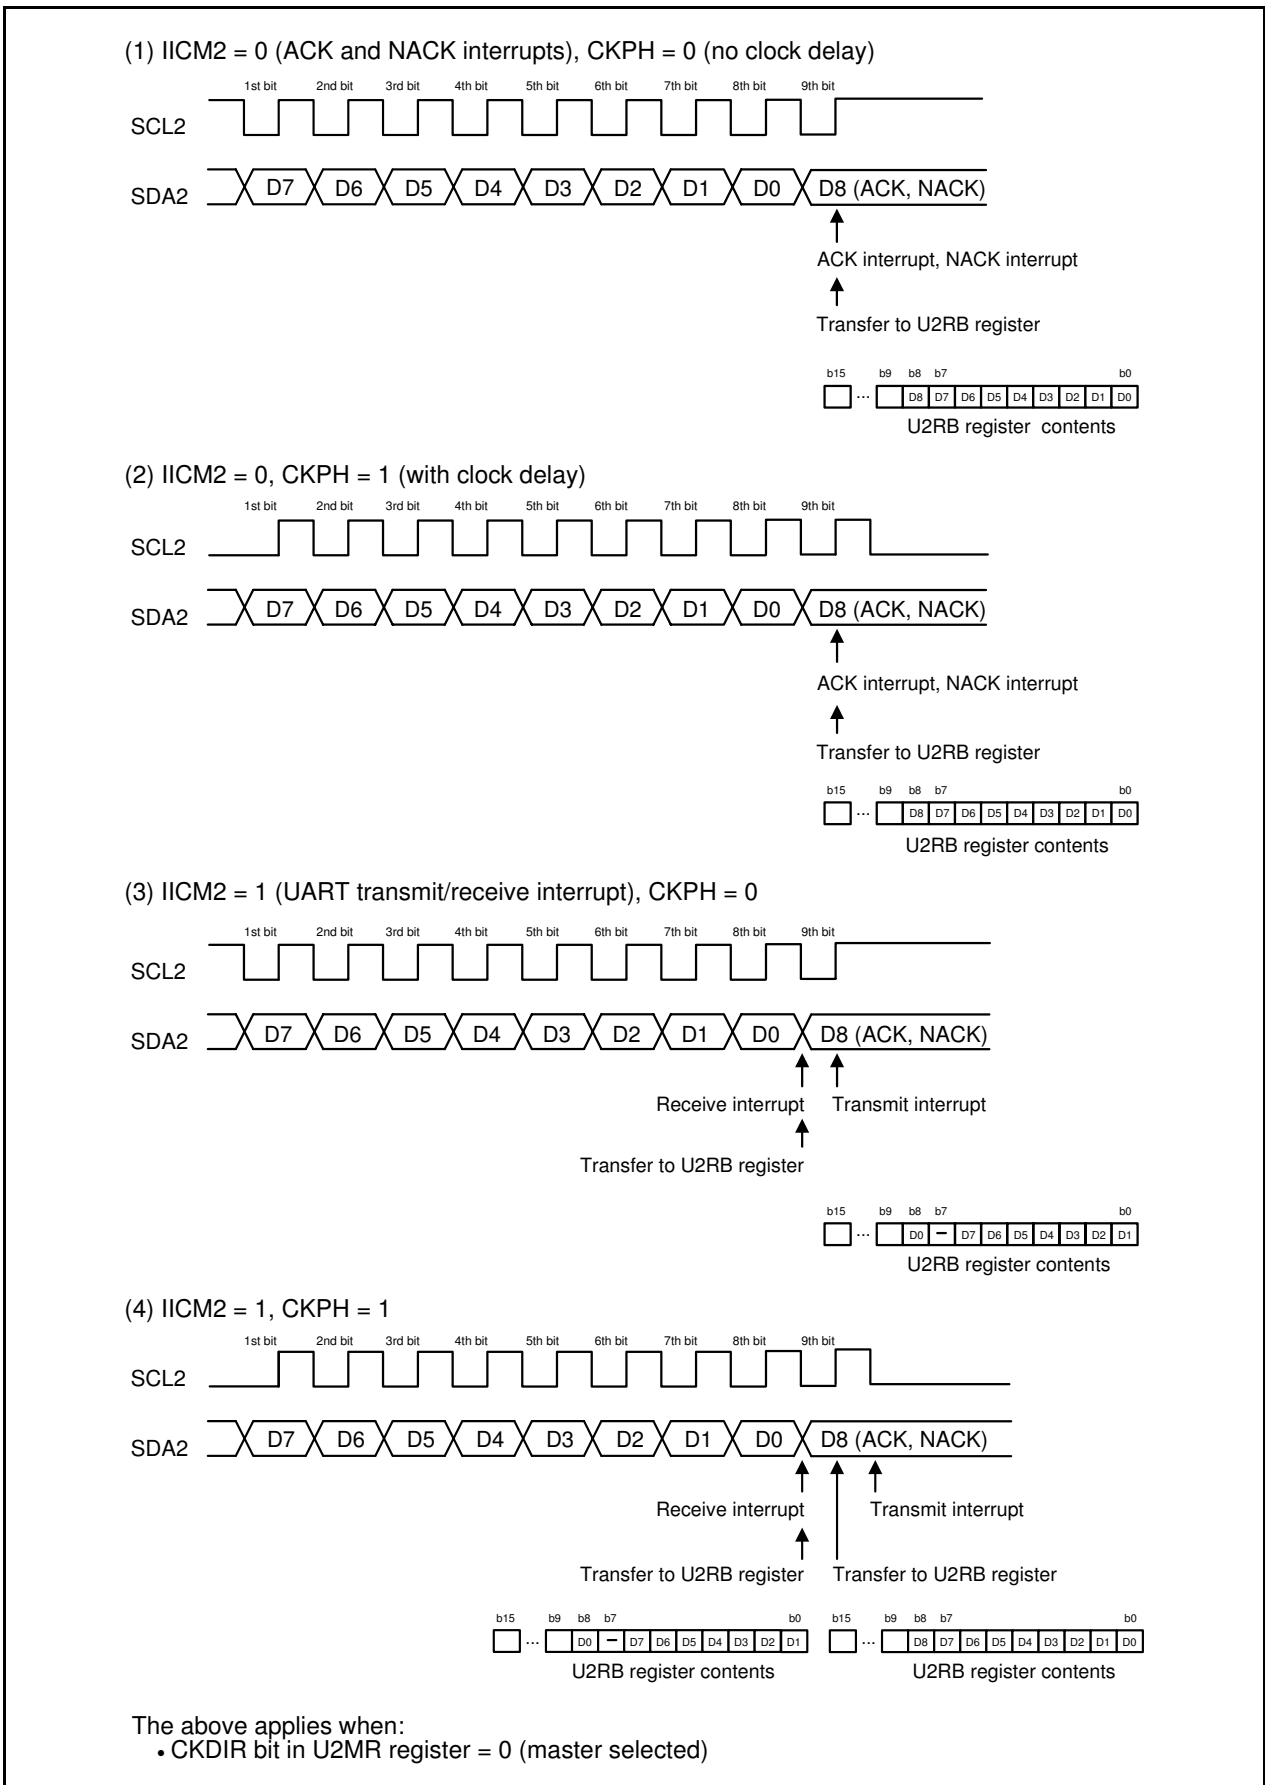 (1) IICM2 = 0 (ACK and NACK interrupts), CKPH = 0 (no clock delay)
1st bit 2nd bit 3rd bit 4th bit 5th bit 6th bit 7th bit 8th bit 9th bit
SCL2
SDA2 D7 D6 D5 D4 D3 D2 D1 D0 D8 (ACK, NACK)
ACK interrupt, NACK interrupt
Transfer to U2RB register
b15 b9 b8 b7 b0
... D8 D7 D6 D5 D4 D3 D2 D1 D0
U2RB register contents
(2) IICM2 = 0, CKPH = 1 (with clock delay)
1st bit 2nd bit 3rd bit 4th bit 5th bit 6th bit 7th bit 8th bit 9th bit
SCL2
SDA2 D7 D6 D5 D4 D3 D2 D1 D0 D8 (ACK, NACK)
ACK interrupt, NACK interrupt
Transfer to U2RB register
b15 b9 b8 b7 b0
... D8 D7 D6 D5 D4 D3 D2 D1 D0
U2RB register contents
(3) IICM2 = 1 (UART transmit/receive interrupt), CKPH = 0
1st bit 2nd bit 3rd bit 4th bit 5th bit 6th bit 7th bit 8th bit 9th bit
SCL2
SDA2 D7 D6 D5 D4 D3 D2 D1 D0 D8 (ACK, NACK)
Receive interrupt Transmit interrupt
Transfer to U2RB register
b15 b9 b8 b7 b0
... D0 – D7 D6 D5 D4 D3 D2 D1
U2RB register contents
(4) IICM2 = 1, CKPH = 1
1st bit 2nd bit 3rd bit 4th bit 5th bit 6th bit 7th bit 8th bit 9th bit
SCL2
SDA2 D7 D6 D5 D4 D3 D2 D1 D0 D8 (ACK, NACK)
Receive interrupt Transmit interrupt
Transfer to U2RB register Transfer to U2RB register
b15 b9 b8 b7 b0 b15 b9 b8 b7 b0
... D0 – D7 D6 D5 D4 D3 D2 D1 ... D8 D7 D6 D5 D4 D3 D2 D1 D0
U2RB register contents U2RB register contents
The above applies when:
• CKDIR bit in U2MR register = 0 (master selected)